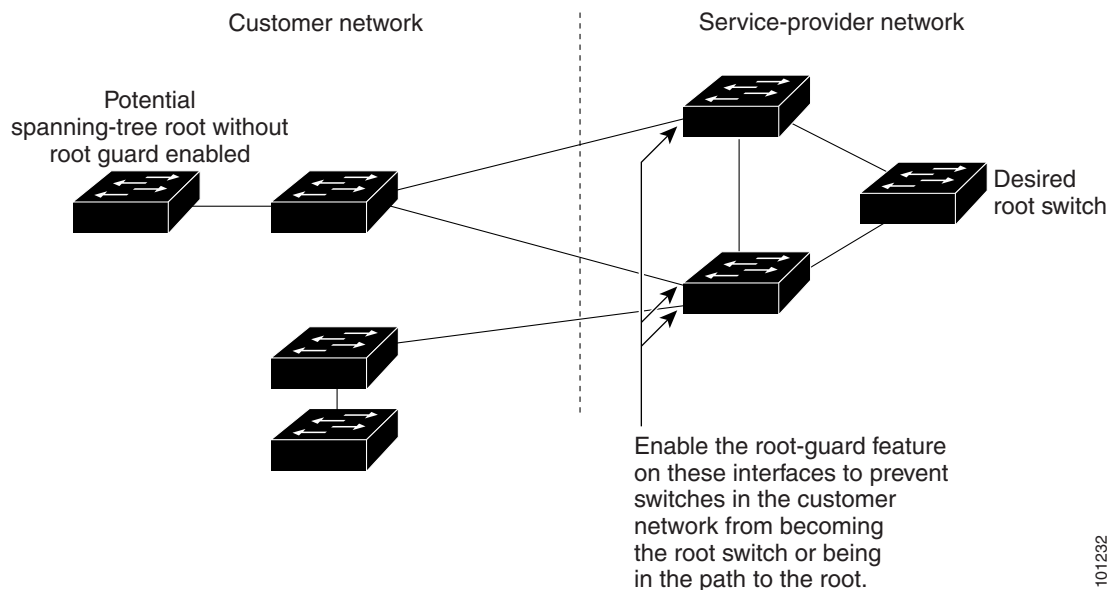 Customer network
Service-provider network
Potential
spanning-tree root without
root guard enabled
Desired
root switch
Enable the root-guard feature
on these interfaces to prevent
switches in the customer
network from becoming
the root switch or being
in the path to the root.
101232